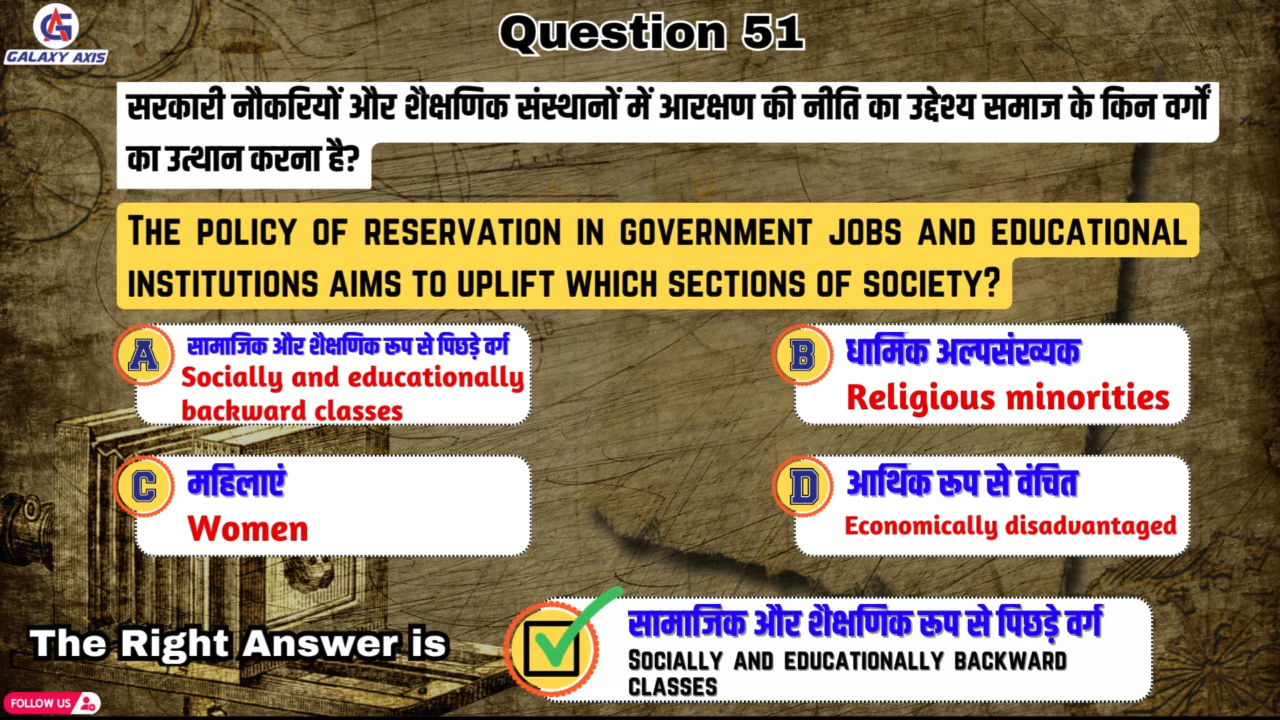 GALAXY AXIS
Question 51
सरकारी नौकरियों और शैक्षणिक संस्थानों में आरक्षण की नीति का उद्देश्य समाज के किन वर्गों
का उत्थान करना है?
THE POLICY OF RESERVATION IN GOVERNMENT JOBS AND EDUCATIONAL
INSTITUTIONS AIMS TO UPLIFT WHICH SECTIONS OF SOCIETY?
A
सामाजिक और शैक्षणिक रूप से पिछड़े वर्ग
Socially and educationally
backward classes
B
धार्मिक अल्पसंख्यक
Religious minorities
C
महिलाएं
Women
D
आर्थिक रूप से वंचित
Economically disadvantaged
The Right Answer is
सामाजिक और शैक्षणिक रूप से पिछड़े वर्ग
SOCIALLY AND EDUCATIONALLY BACKWARD
CLASSES
FOLLOW US